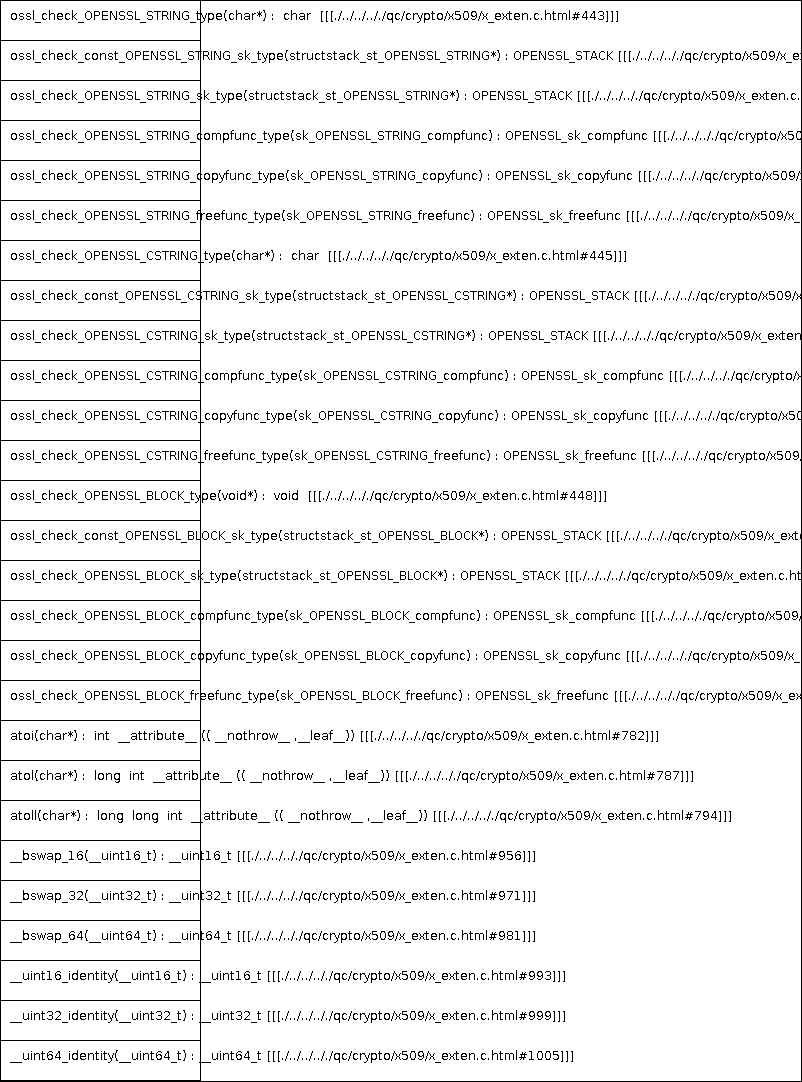 ossl_check_OPENSSL_STRING_type(char*) : char [[[./../../../qc/crypto/x509/x_exten.c.html#443]]]
ossl_check_const_OPENSSL_STRING_sk_type(structstack_st_OPENSSL_STRING*) : OPENSSL_STACK [[[./../../../qc/crypto/x509/x_e
ossl_check_OPENSSL_STRING_sk_type(structstack_st_OPENSSL_STRING*) : OPENSSL_STACK [[[./../../../qc/crypto/x509/x_exten.c.
ossl_check_OPENSSL_STRING_compfunc_type(sk_OPENSSL_STRING_compfunc) : OPENSSL_sk_compfunc [[[./../../../qc/crypto/x50
ossl_check_OPENSSL_STRING_copyfunc_type(sk_OPENSSL_STRING_copyfunc) : OPENSSL_sk_copyfunc [[[./../../../qc/crypto/x509/
ossl_check_OPENSSL_STRING_freefunc_type(sk_OPENSSL_STRING_freefunc) : OPENSSL_sk_freefunc [[[./../../../qc/crypto/x509/x_
ossl_check_OPENSSL_CSTRING_type(char*) : char [[[./../../../qc/crypto/x509/x_exten.c.html#445]]]
ossl_check_const_OPENSSL_CSTRING_sk_type(structstack_st_OPENSSL_CSTRING*) : OPENSSL_STACK [[[./../../../qc/crypto/x509/x
ossl_check_OPENSSL_CSTRING_sk_type(structstack_st_OPENSSL_CSTRING*) : OPENSSL_STACK [[[./../../../qc/crypto/x509/x_exten
ossl_check_OPENSSL_CSTRING_compfunc_type(sk_OPENSSL_CSTRING_compfunc) : OPENSSL_sk_compfunc [[[./../../../qc/crypto/x
ossl_check_OPENSSL_CSTRING_copyfunc_type(sk_OPENSSL_CSTRING_copyfunc) : OPENSSL_sk_copyfunc [[[./../../../qc/crypto/x50
ossl_check_OPENSSL_CSTRING_freefunc_type(sk_OPENSSL_CSTRING_freefunc) : OPENSSL_sk_freefunc [[[./../../../qc/crypto/x509/
ossl_check_OPENSSL_BLOCK_type(void*) : void [[[./../../../qc/crypto/x509/x_exten.c.html#448]]]
ossl_check_const_OPENSSL_BLOCK_sk_type(structstack_st_OPENSSL_BLOCK*) : OPENSSL_STACK [[[./../../../qc/crypto/x509/x_ext
ossl_check_OPENSSL_BLOCK_sk_type(structstack_st_OPENSSL_BLOCK*) : OPENSSL_STACK [[[./../../../qc/crypto/x509/x_exten.c.ht
ossl_check_OPENSSL_BLOCK_compfunc_type(sk_OPENSSL_BLOCK_compfunc) : OPENSSL_sk_compfunc [[[./../../../qc/crypto/x509/
ossl_check_OPENSSL_BLOCK_copyfunc_type(sk_OPENSSL_BLOCK_copyfunc) : OPENSSL_sk_copyfunc [[[./../../../qc/crypto/x509/x_
ossl_check_OPENSSL_BLOCK_freefunc_type(sk_OPENSSL_BLOCK_freefunc) : OPENSSL_sk_freefunc [[[./../../../qc/crypto/x509/x_ex
atoi(char*) : int __attribute__ (( __nothrow__ ,__leaf__)) [[[./../../../qc/crypto/x509/x_exten.c.html#782]]]
atol(char*) : long int __attribute__ (( __nothrow__ ,__leaf__)) [[[./../../../qc/crypto/x509/x_exten.c.html#787]]]
atoll(char*) : long long int __attribute__ (( __nothrow__ ,__leaf__)) [[[./../../../qc/crypto/x509/x_exten.c.html#794]]]
__bswap_16(__uint16_t) : __uint16_t [[[./../../../qc/crypto/x509/x_exten.c.html#956]]]
__bswap_32(__uint32_t) : __uint32_t [[[./../../../qc/crypto/x509/x_exten.c.html#971]]]
__bswap_64(__uint64_t) : __uint64_t [[[./../../../qc/crypto/x509/x_exten.c.html#981]]]
__uint16_identity(__uint16_t) : __uint16_t [[[./../../../qc/crypto/x509/x_exten.c.html#993]]]
__uint32_identity(__uint32_t) : __uint32_t [[[./../../../qc/crypto/x509/x_exten.c.html#999]]]
__uint64_identity(__uint64_t) : __uint64_t [[[./../../../qc/crypto/x509/x_exten.c.html#1005]]]